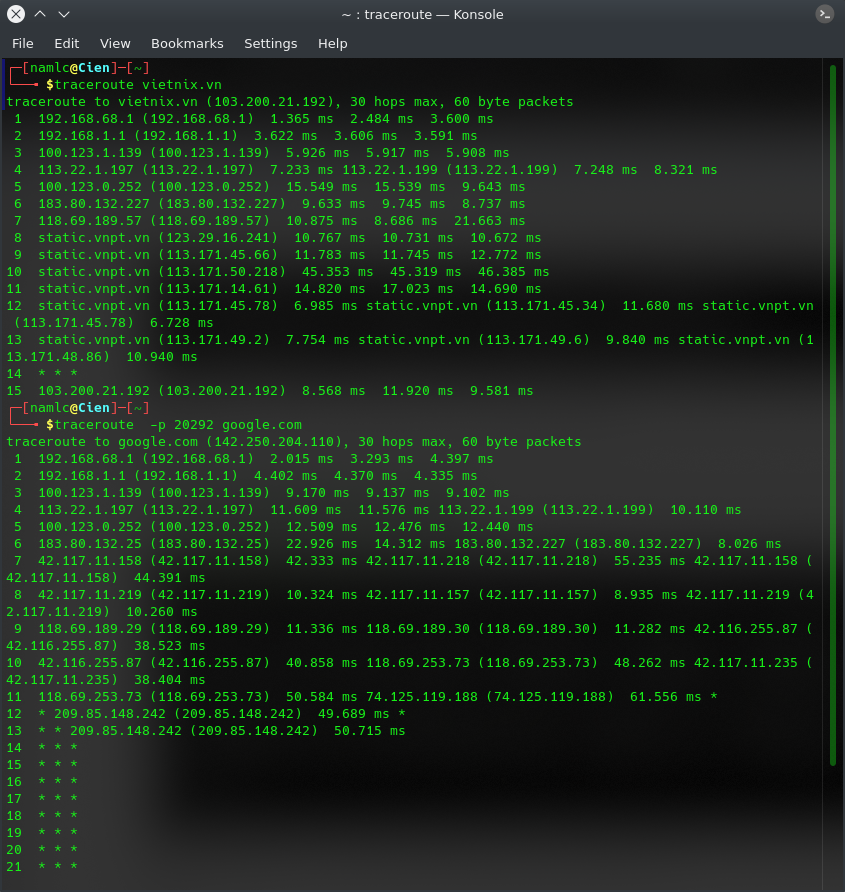 ~ : traceroute — Konsole
File Edit View Bookmarks Settings Help
┌─[namlc@Cien]─[~]
└──╼ $traceroute vietnix.vn
traceroute to vietnix.vn (103.200.21.192), 30 hops max, 60 byte packets
 1  192.168.68.1 (192.168.68.1)  1.365 ms  2.484 ms  3.600 ms
 2  192.168.1.1 (192.168.1.1)  3.622 ms  3.606 ms  3.591 ms
 3  100.123.1.139 (100.123.1.139)  5.926 ms  5.917 ms  5.908 ms
 4  113.22.1.197 (113.22.1.197)  7.233 ms 113.22.1.199 (113.22.1.199)  7.248 ms  8.321 ms
 5  100.123.0.252 (100.123.0.252)  15.549 ms  15.539 ms  9.643 ms
 6  183.80.132.227 (183.80.132.227)  9.633 ms  9.745 ms  8.737 ms
 7  118.69.189.57 (118.69.189.57)  10.875 ms  8.686 ms  21.663 ms
 8  static.vnpt.vn (123.29.16.241)  10.767 ms  10.731 ms  10.672 ms
 9  static.vnpt.vn (113.171.45.66)  11.783 ms  11.745 ms  12.772 ms
10  static.vnpt.vn (113.171.50.218)  45.353 ms  45.319 ms  46.385 ms
11  static.vnpt.vn (113.171.14.61)  14.820 ms  17.023 ms  14.690 ms
12  static.vnpt.vn (113.171.45.78)  6.985 ms static.vnpt.vn (113.171.45.34)  11.680 ms static.vnpt.vn
 (113.171.45.78)  6.728 ms
13  static.vnpt.vn (113.171.49.2)  7.754 ms static.vnpt.vn (113.171.49.6)  9.840 ms static.vnpt.vn (1
13.171.48.86)  10.940 ms
14  * * *
15  103.200.21.192 (103.200.21.192)  8.568 ms  11.920 ms  9.581 ms
┌─[namlc@Cien]─[~]
└──╼ $traceroute  -p 20292 google.com
traceroute to google.com (142.250.204.110), 30 hops max, 60 byte packets
 1  192.168.68.1 (192.168.68.1)  2.015 ms  3.293 ms  4.397 ms
 2  192.168.1.1 (192.168.1.1)  4.402 ms  4.370 ms  4.335 ms
 3  100.123.1.139 (100.123.1.139)  9.170 ms  9.137 ms  9.102 ms
 4  113.22.1.197 (113.22.1.197)  11.609 ms  11.576 ms 113.22.1.199 (113.22.1.199)  10.110 ms
 5  100.123.0.252 (100.123.0.252)  12.509 ms  12.476 ms  12.440 ms
 6  183.80.132.25 (183.80.132.25)  22.926 ms  14.312 ms 183.80.132.227 (183.80.132.227)  8.026 ms
 7  42.117.11.158 (42.117.11.158)  42.333 ms 42.117.11.218 (42.117.11.218)  55.235 ms 42.117.11.158 (
42.117.11.158)  44.391 ms
 8  42.117.11.219 (42.117.11.219)  10.324 ms 42.117.11.157 (42.117.11.157)  8.935 ms 42.117.11.219 (4
2.117.11.219)  10.260 ms
 9  118.69.189.29 (118.69.189.29)  11.336 ms 118.69.189.30 (118.69.189.30)  11.282 ms 42.116.255.87 (
42.116.255.87)  38.523 ms
10  42.116.255.87 (42.116.255.87)  40.858 ms 118.69.253.73 (118.69.253.73)  48.262 ms 42.117.11.235 (
42.117.11.235)  38.404 ms
11  118.69.253.73 (118.69.253.73)  50.584 ms 74.125.119.188 (74.125.119.188)  61.556 ms *
12  * 209.85.148.242 (209.85.148.242)  49.689 ms *
13  * * 209.85.148.242 (209.85.148.242)  50.715 ms
14  * * *
15  * * *
16  * * *
17  * * *
18  * * *
19  * * *
20  * * *
21  * * *